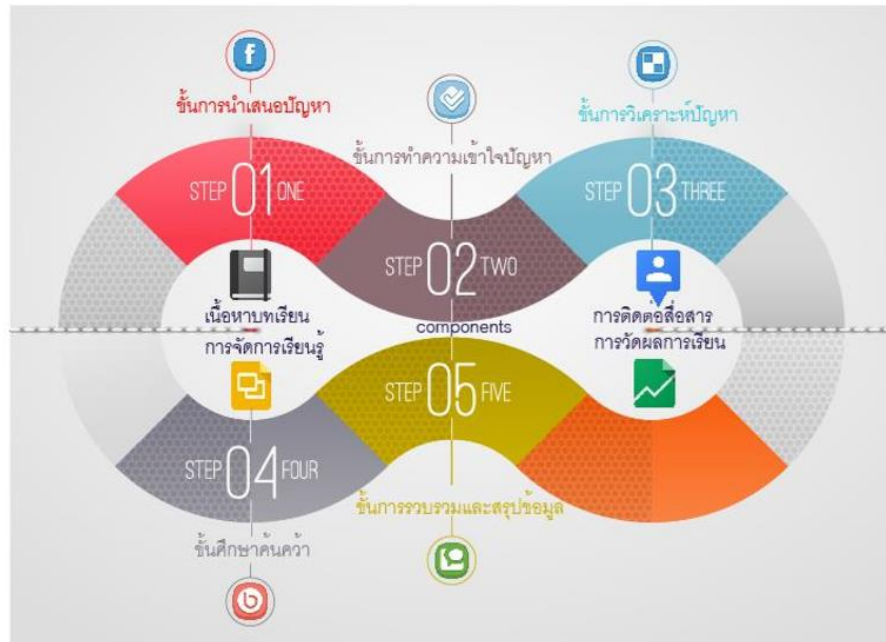 ขั้นการนำเสนอปัญหา
ขั้นการทำความเข้าใจปัญหา
ขั้นการวิเคราะห์ปัญหา
STEP 01 ONE
STEP 02 TWO
STEP 03 THREE
เนื้อหาบทเรียน
การจัดการเรียนรู้
components
การติดต่อสื่อสาร
การวัดผลการเรียน
STEP 04 FOUR
STEP 05 FIVE
ขั้นศึกษาค้นคว้า
ขั้นการรวบรวมและสรุปข้อมูล